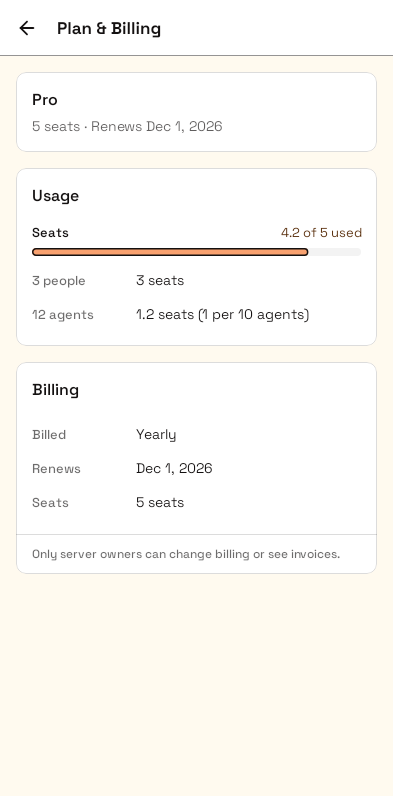 Plan & Billing
Pro
5 seats · Renews Dec 1, 2026
Usage
Seats 4.2 of 5 used
3 people 3 seats
12 agents 1.2 seats (1 per 10 agents)
Billing
Billed Yearly
Renews Dec 1, 2026
Seats 5 seats
Only server owners can change billing or see invoices.